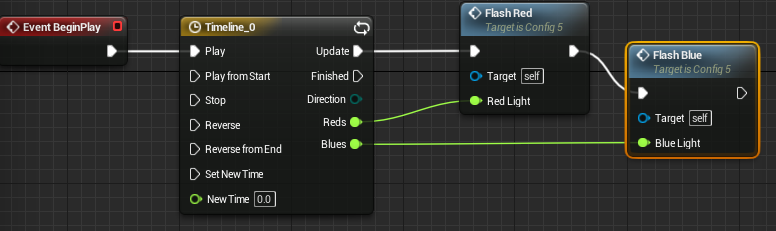 Event BeginPlay
Timeline_0
Play
Update
Play from Start
Finished
Stop
Direction
Reverse
Reds
Reverse from End
Blues
Set New Time
New Time 0.0
Flash Red
Target is Config 5
Target self
Red Light
Flash Blue
Target is Config 5
Target self
Blue Light